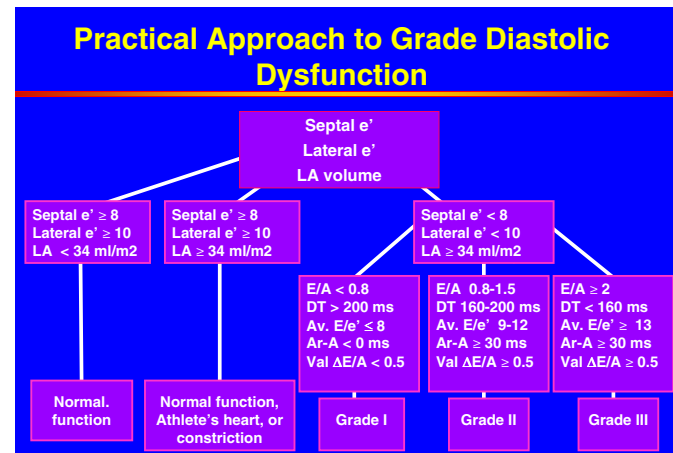 Practical Approach to Grade Diastolic
Dysfunction
Septal e’
Lateral e’
LA volume
Septal e’ ≥ 8
Lateral e’ ≥ 10
LA < 34 ml/m2
Septal e’ ≥ 8
Lateral e’ ≥ 10
LA ≥ 34 ml/m2
Septal e’ < 8
Lateral e’ < 10
LA ≥ 34 ml/m2
E/A < 0.8
DT > 200 ms
Av. E/e’ ≤ 8
Ar-A < 0 ms
Val ΔE/A < 0.5
E/A 0.8-1.5
DT 160-200 ms
Av. E/e’ 9-12
Ar-A ≥ 30 ms
Val ΔE/A ≥ 0.5
E/A ≥ 2
DT < 160 ms
Av. E/e’ ≥ 13
Ar-A ≥ 30 ms
Val ΔE/A ≥ 0.5
Normal.
function
Normal function,
Athlete’s heart, or
constriction
Grade I
Grade II
Grade III